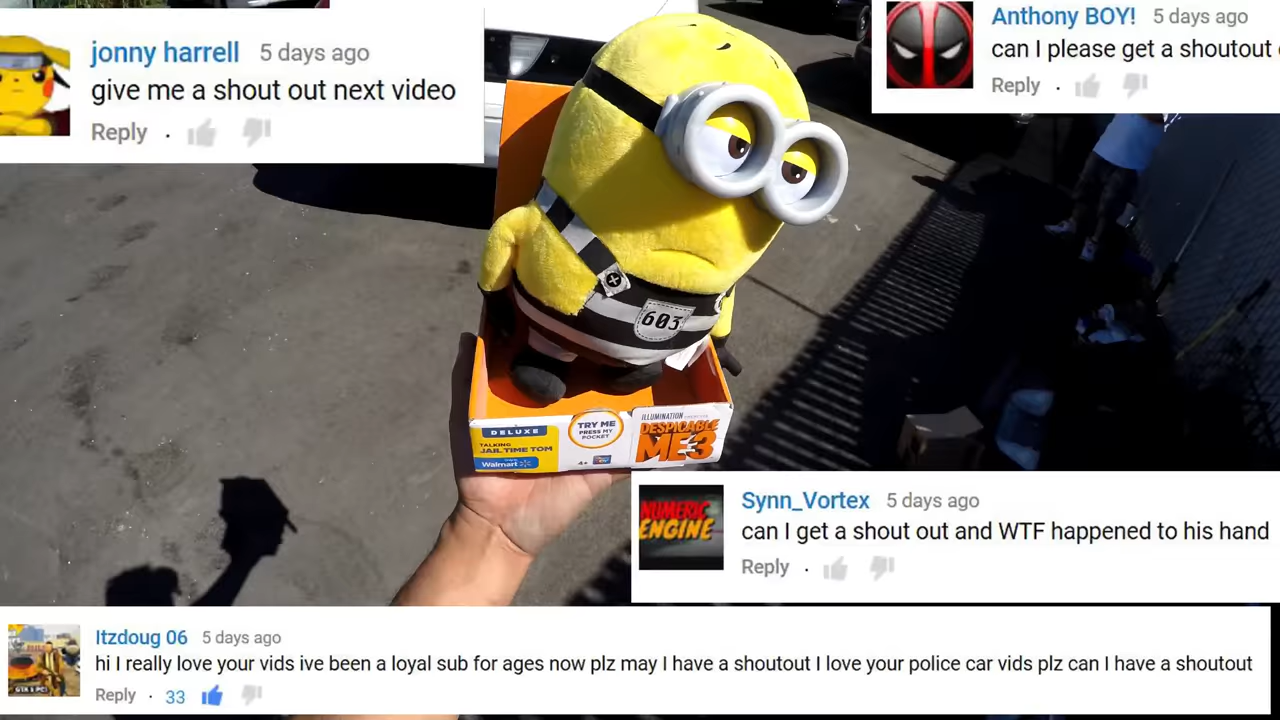 jonny harrell 5 days ago
give me a shout out next video
Reply
Anthony BOY! 5 days ago
can I please get a shoutout
Reply
603
DELUXE
TALKING
JAIL TIME TOM
Walmart
TRY ME
PRESS MY
POCKET
4+
ILLUMINATION
DESPICABLE
ME3
NUMERIC
ENGINE
Synn_Vortex 5 days ago
can I get a shout out and WTF happened to his hand
Reply
Itzdoug 06 5 days ago
hi I really love your vids ive been a loyal sub for ages now plz may I have a shoutout I love your police car vids plz can I have a shoutout
Reply · 33